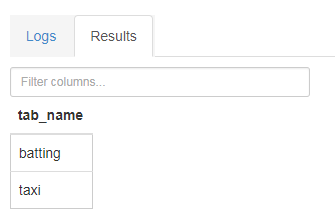 Logs Results
Filter columns...
tab_name
batting
taxi